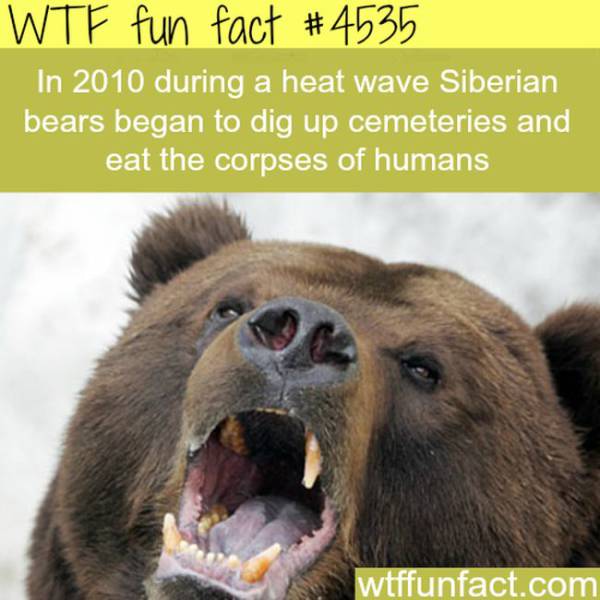 WTF fun fact #4535
In 2010 during a heat wave Siberian
bears began to dig up cemeteries and
eat the corpses of humans
wtffunfact.com